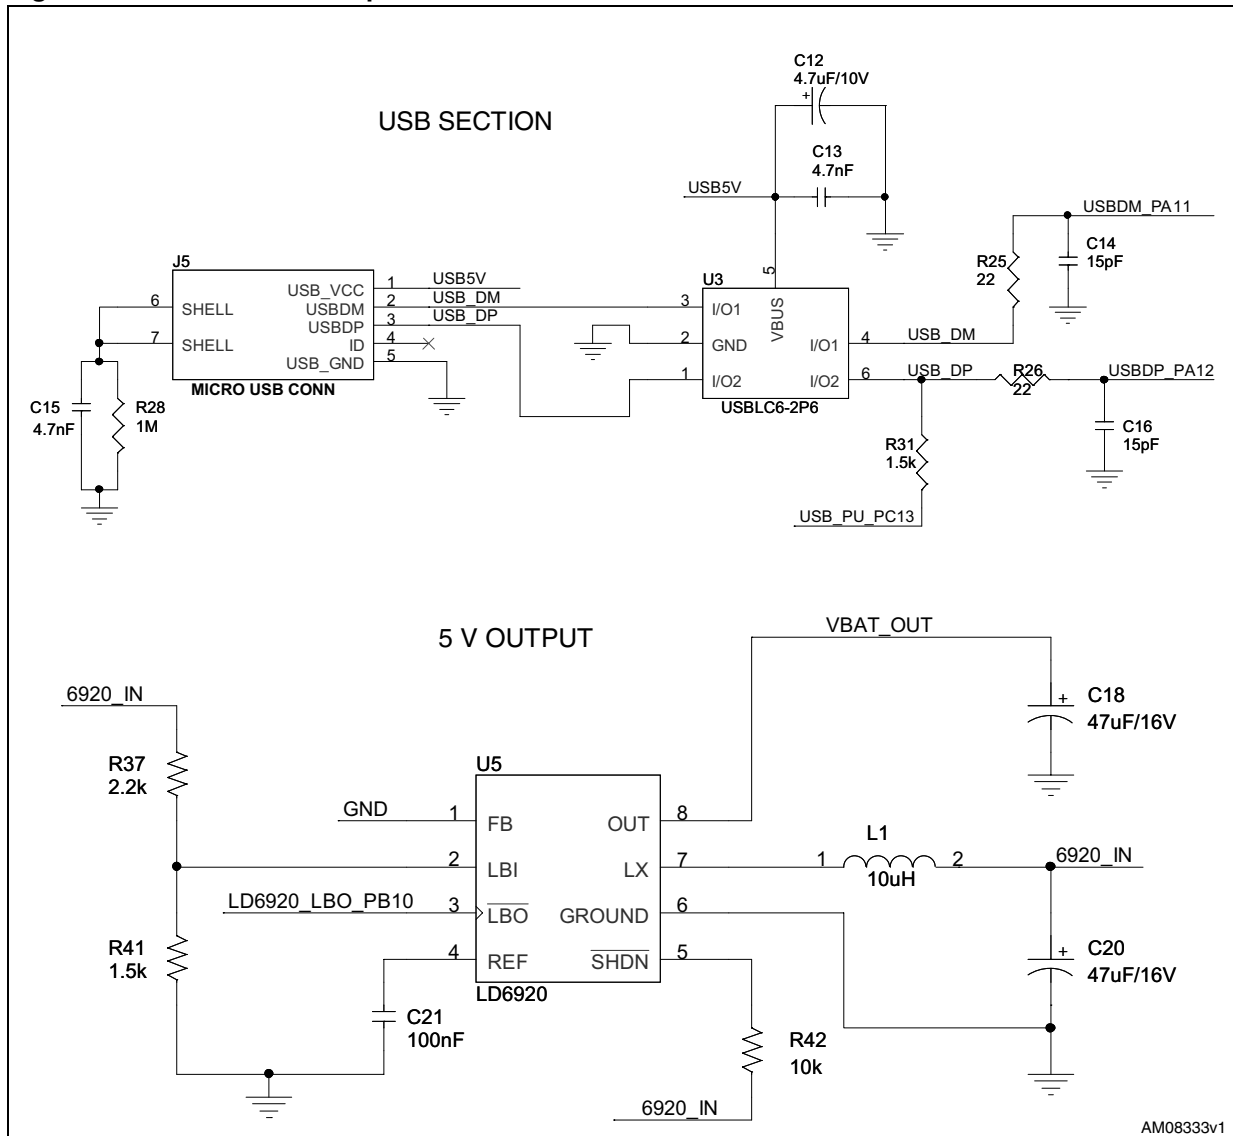 USB SECTION
C12
4.7uF/10V
+
C13
4.7nF
USB5V
USBDM_PA11
C14
15pF
R25
22
J5
6 SHELL
7 SHELL
USB_VCC 1 USB5V
USBDM 2 USB_DM
USBDP 3 USB_DP
ID 4
USB_GND 5
MICRO USB CONN
C15
4.7nF
R28
1M
U3
5
VBUS
3 I/O1
2 GND
1 I/O2
I/O1 4 USB_DM
I/O2 6 USB_DP
USBLC6-2P6
R26
22
USBDP_PA12
C16
15pF
R31
1.5k
USB_PU_PC13
5 V OUTPUT
VBAT_OUT
+
C18
47uF/16V
6920_IN
R37
2.2k
R41
1.5k
U5
GND 1 FB
2 LBI
LD6920_LBO_PB10 3 LBO
4 REF
OUT 8
LX 7
GROUND 6
SHDN 5
LD6920
C21
100nF
L1
1 2
10uH
6920_IN
+
C20
47uF/16V
R42
10k
6920_IN
AM08333v1